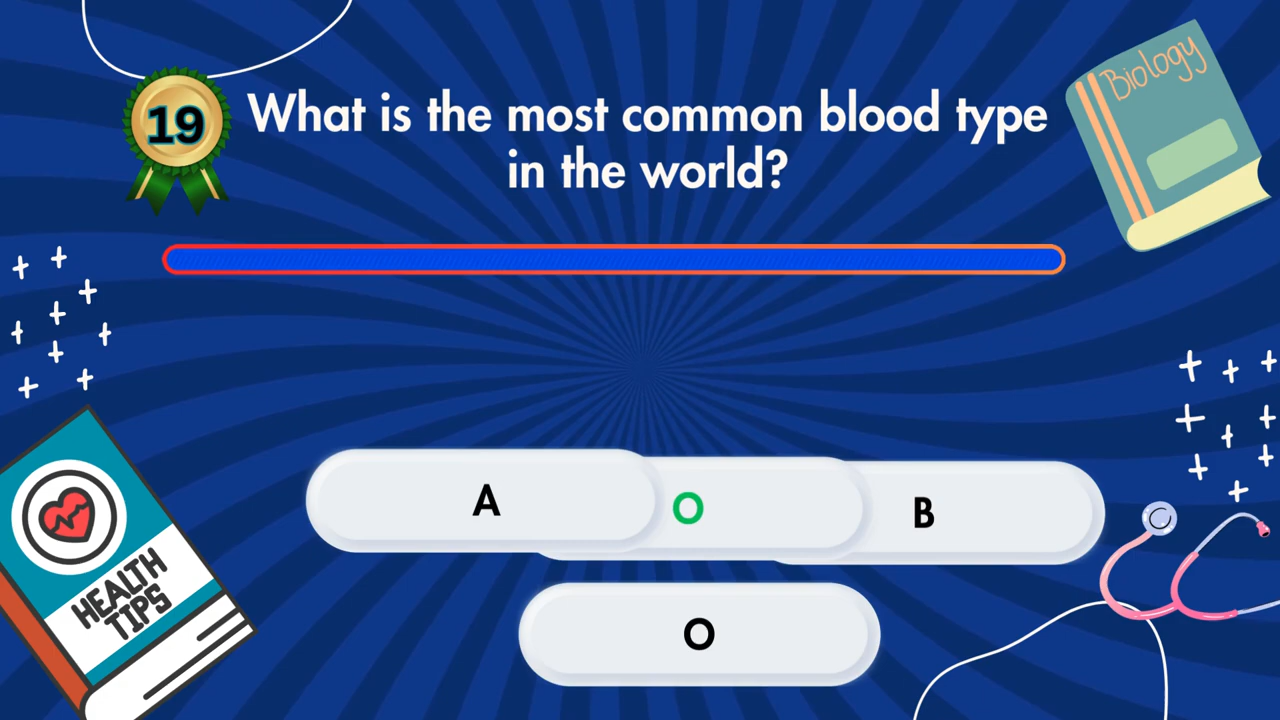 19
What is the most common blood type
in the world?
Biology
A
O
B
O
HEALTH
TIPS